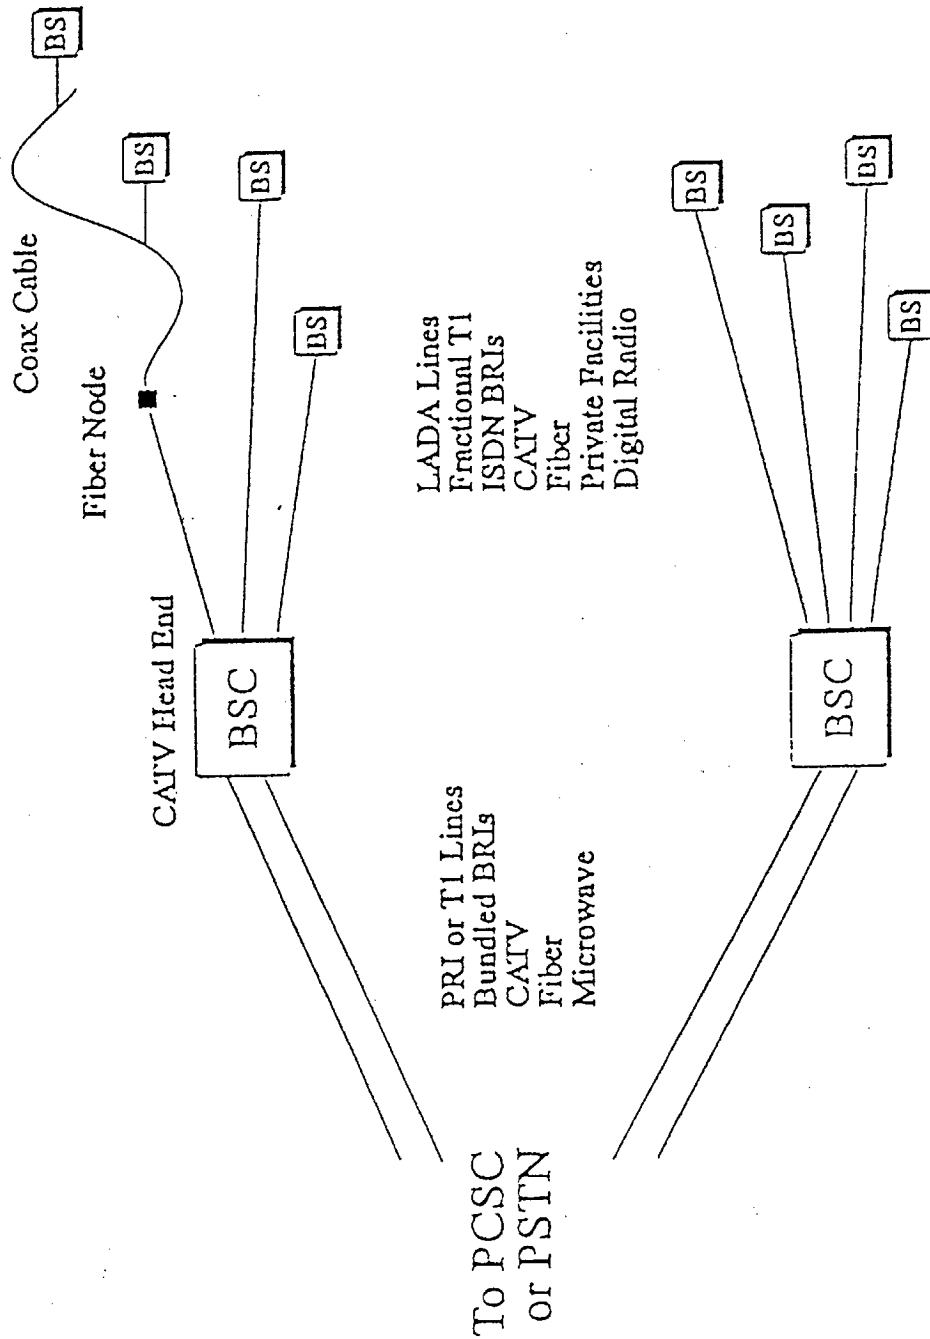 Coax Cable
BS
Fiber Node
BS
CATV Head End
BSC
BS
BS
PRI or T1 Lines
Bundled BRIs
CATV
Fiber
Microwave
LADA Lines
Fractional T1
ISDN BRIs
CATV
Fiber
Private Facilities
Digital Radio
To PCSC
or PSTN
BS
BS
BSC
BS
BS